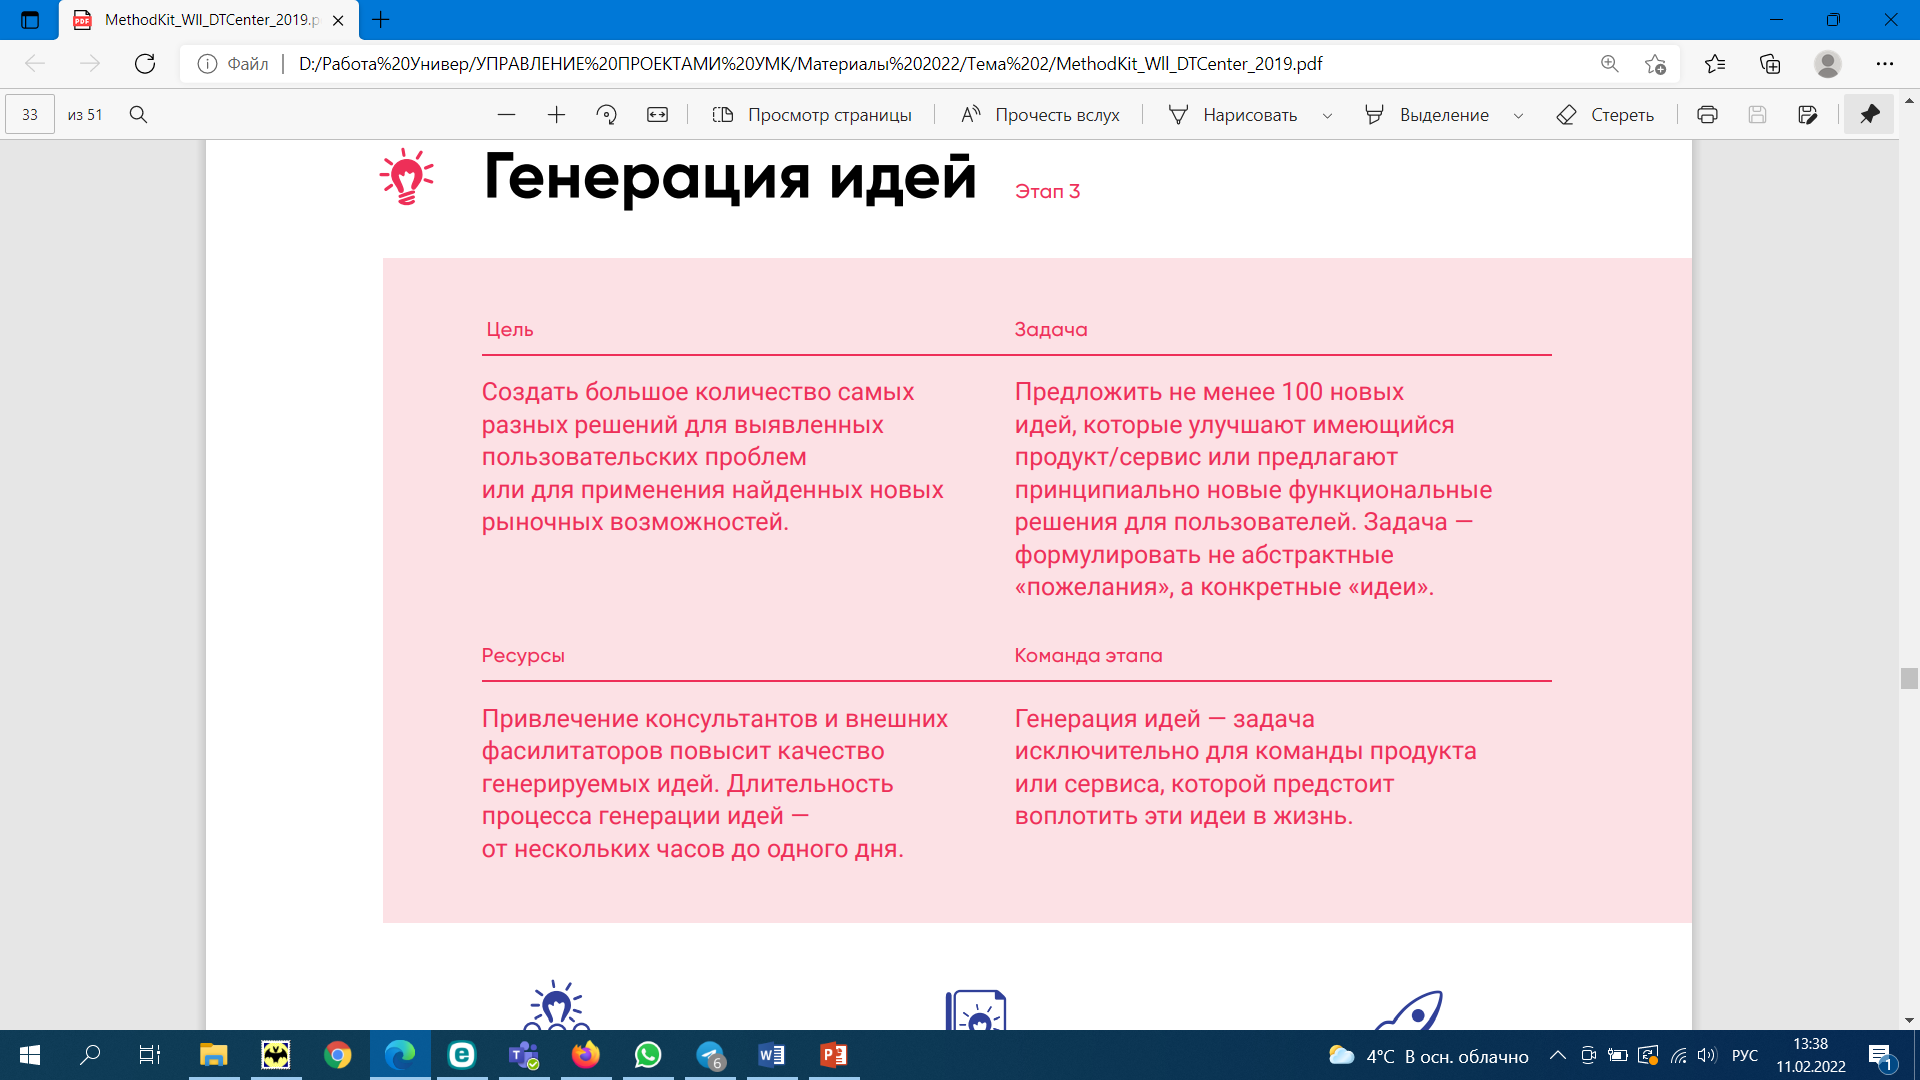 MethodKit_Wll_DTCenter_2019.p
Файл
D:/Работа%20Универ/УПРАВЛЕНИЕ%20ПРОЕКТАМИ%20УМК/Материалы%202022/Тема%202/MethodKit_Wll_DTCenter_2019.pdf
33 из 51
Просмотр страницы
Прочесть вслух
Нарисовать
Выделение
Стереть
Генерация идей
Этап 3
Цель
Создать большое количество самых
разных решений для выявленных
пользовательских проблем
или для применения найденных новых
рыночных возможностей.
Задача
Предложить не менее 100 новых
идей, которые улучшают имеющийся
продукт/сервис или предлагают
принципиально новые функциональные
решения для пользователей. Задача —
формулировать не абстрактные
«пожелания», а конкретные «идеи».
Ресурсы
Привлечение консультантов и внешних
фасилитаторов повысит качество
генерируемых идей. Длительность
процесса генерации идей —
от нескольких часов до одного дня.
Команда этапа
Генерация идей — задача
исключительно для команды продукта
или сервиса, которой предстоит
воплотить эти идеи в жизнь.
6
4°C В осн. облачно
РУС
13:38
11.02.2022
1